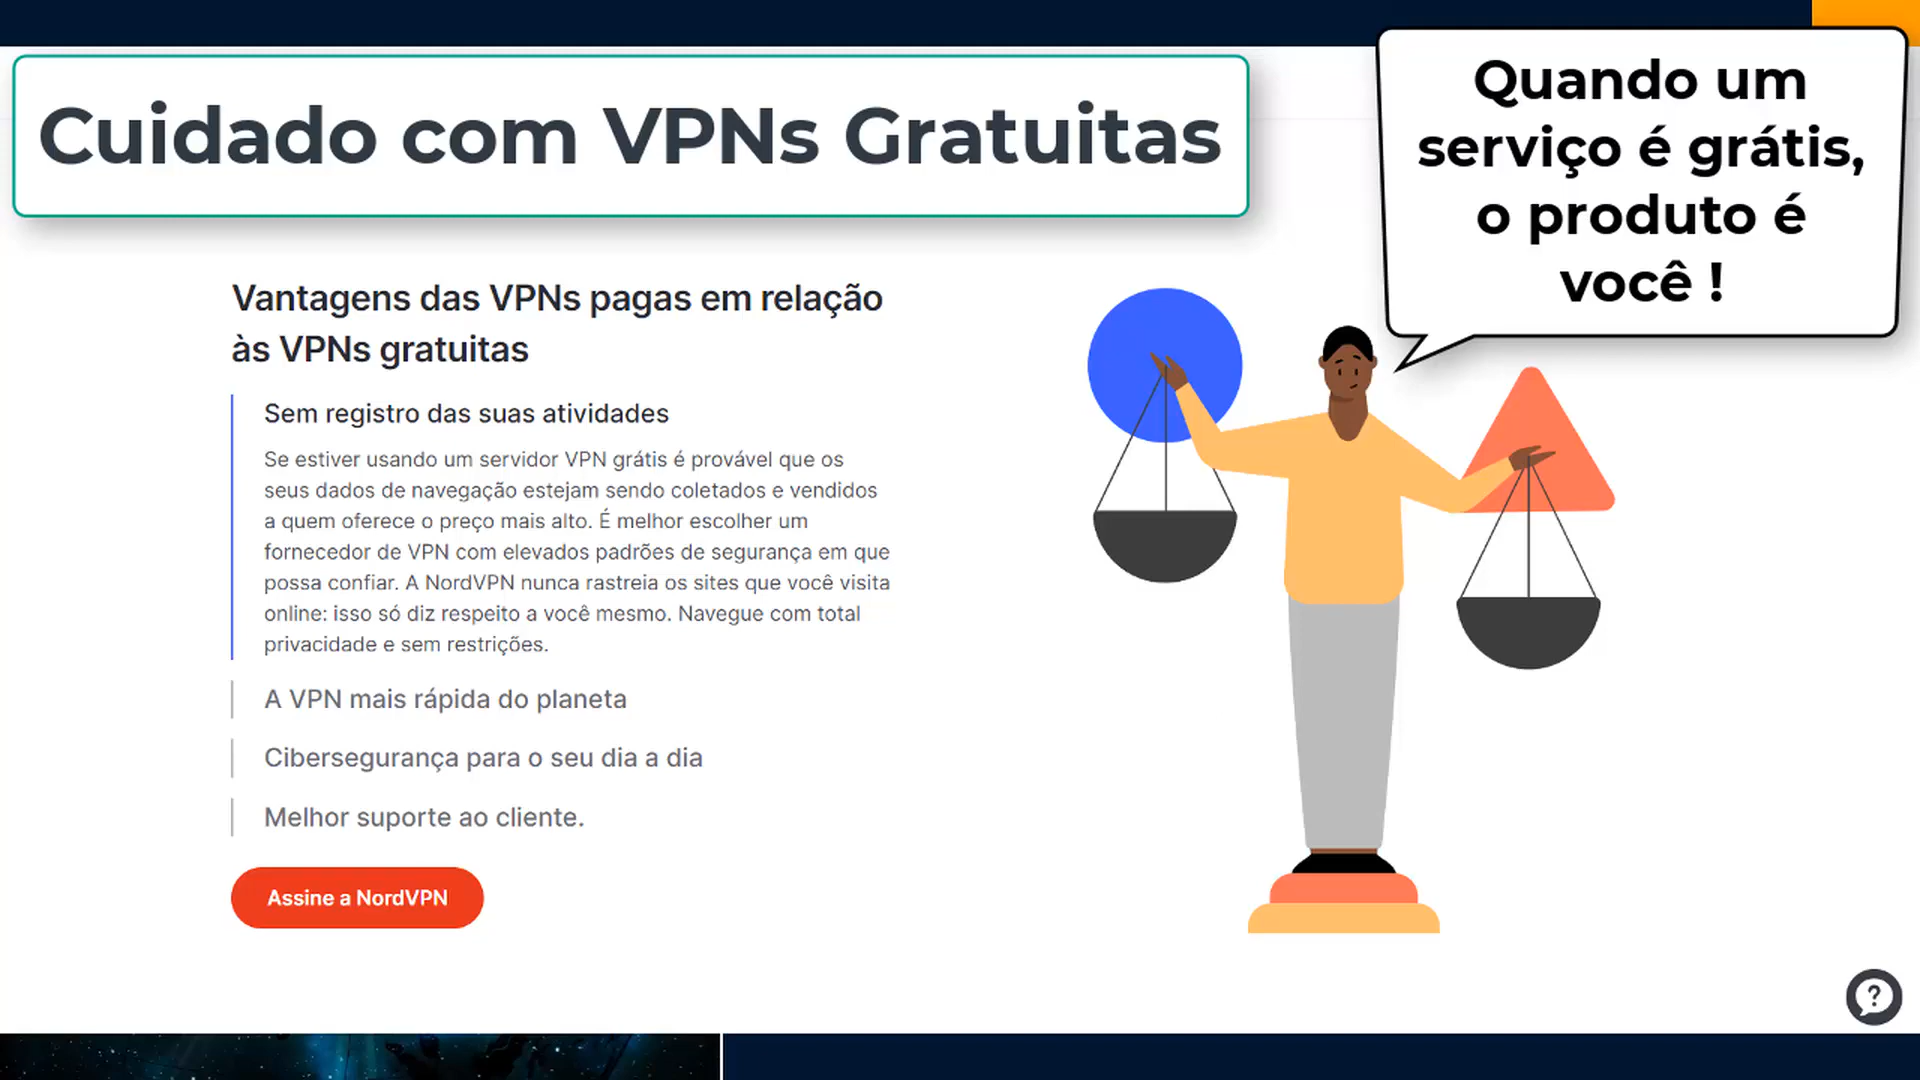 Cuidado com VPNs Gratuitas
Quando um
serviço é grátis,
o produto é
você !
Vantagens das VPNs pagas em relação
às VPNs gratuitas
Sem registro das suas atividades
Se estiver usando um servidor VPN grátis é provável que os
seus dados de navegação estejam sendo coletados e vendidos
a quem oferece o preço mais alto. É melhor escolher um
fornecedor de VPN com elevados padrões de segurança em que
possa confiar. A NordVPN nunca rastreia os sites que você visita
online: isso só diz respeito a você mesmo. Navegue com total
privacidade e sem restrições.
A VPN mais rápida do planeta
Cibersegurança para o seu dia a dia
Melhor suporte ao cliente.
Assine a NordVPN
?